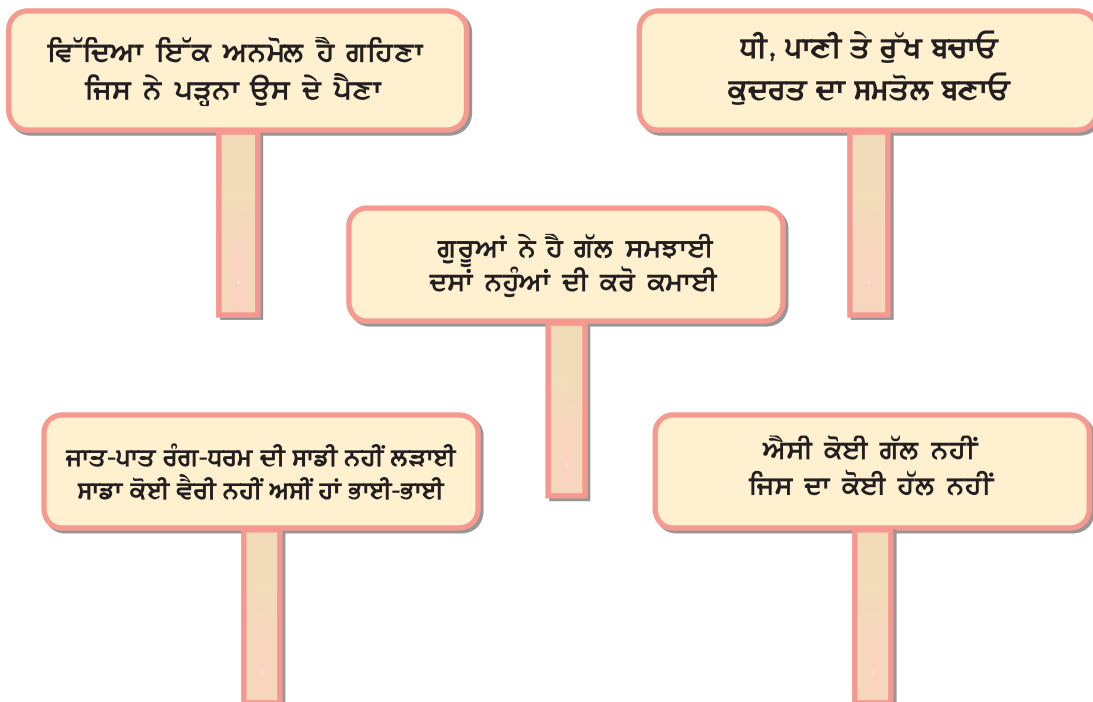 ਵਿੱਦਿਆ ਇੱਕ ਅਨਮੋਲ ਹੈ ਗਹਿਣਾ
ਜਿਸ ਨੇ ਪੜ੍ਹਨਾ ਉਸ ਦੇ ਪੈਣਾ
ਧੀ, ਪਾਣੀ ਤੇ ਰੁੱਖ ਬਚਾਓ
ਕੁਦਰਤ ਦਾ ਸਮਤੋਲ ਬਣਾਓ
ਗੁਰੂਆਂ ਨੇ ਹੈ ਗੱਲ ਸਮਝਾਈ
ਦਸਾਂ ਨਹੁੰਆਂ ਦੀ ਕਰੋ ਕਮਾਈ
ਜਾਤ-ਪਾਤ ਰੰਗ-ਧਰਮ ਦੀ ਸਾਡੀ ਨਹੀਂ ਲੜਾਈ
ਸਾਡਾ ਕੋਈ ਵੈਰੀ ਨਹੀਂ ਅਸੀਂ ਹਾਂ ਭਾਈ-ਭਾਈ
ਐਸੀ ਕੋਈ ਗੱਲ ਨਹੀਂ
ਜਿਸ ਦਾ ਕੋਈ ਹੱਲ ਨਹੀਂ